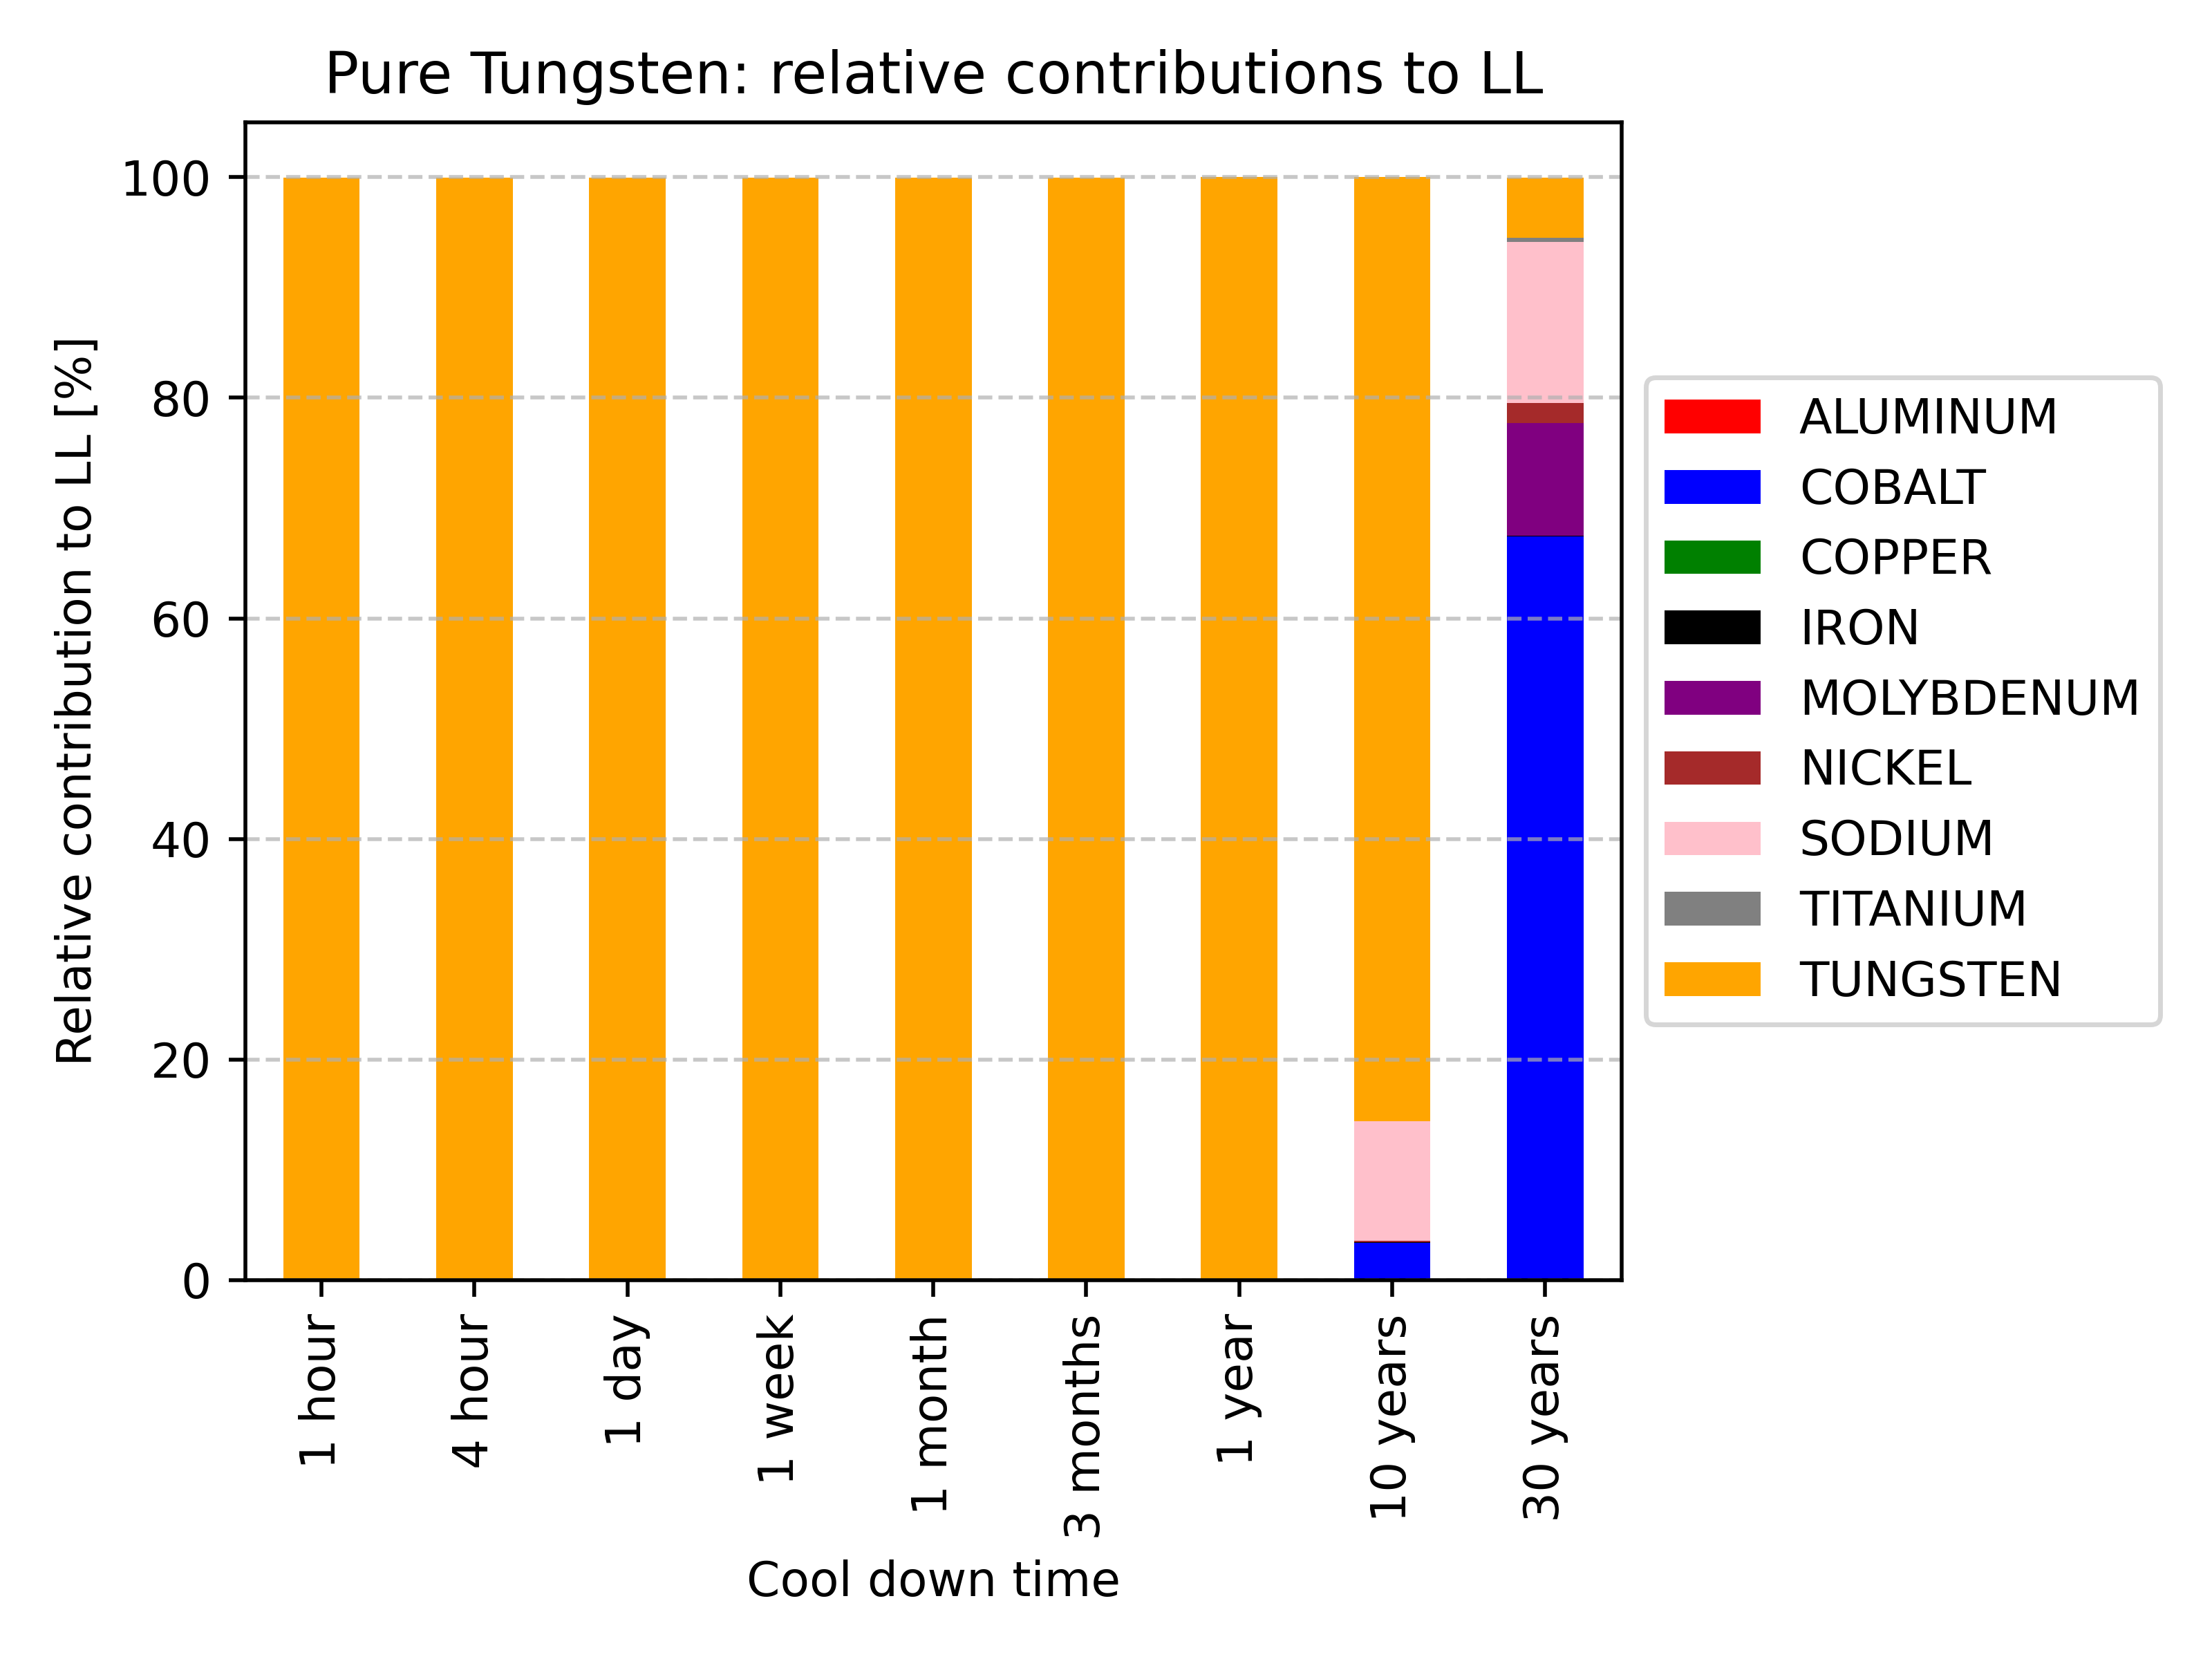 Pure Tungsten: relative contributions to LL
Relative contribution to LL [%]
100
80
60
40
20
0
1 hour
4 hour
1 day
1 week
1 month
3 months
1 year
10 years
30 years
Cool down time
ALUMINUM
COBALT
COPPER
IRON
MOLYBDENUM
NICKEL
SODIUM
TITANIUM
TUNGSTEN